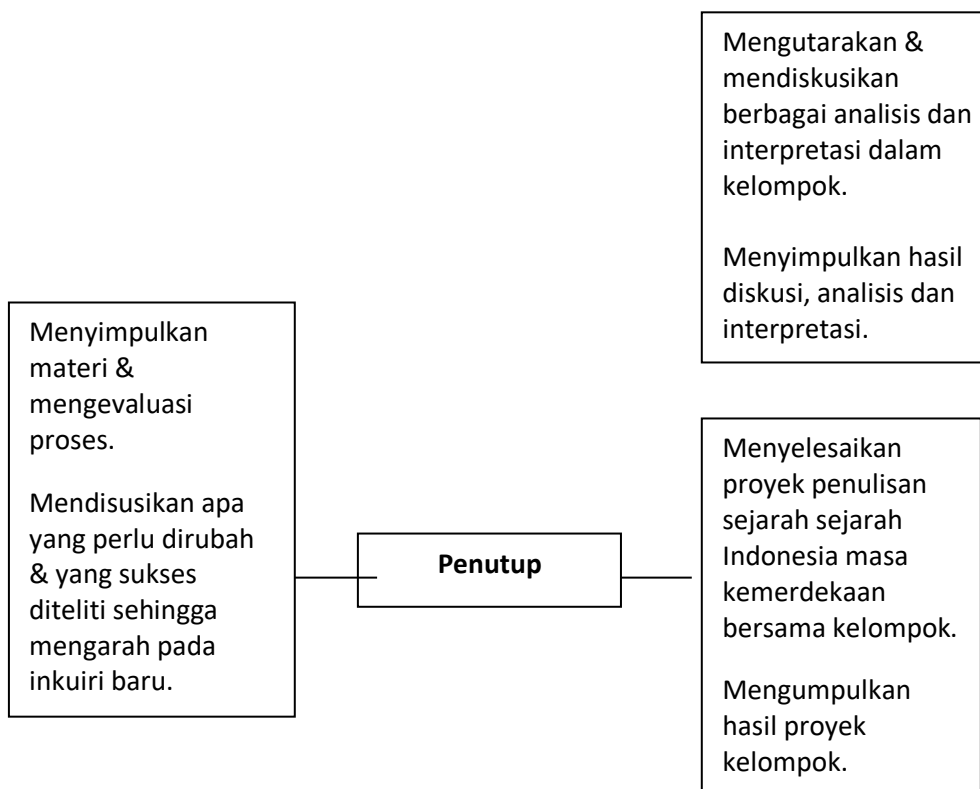 Mengutarakan &
mendiskusikan
berbagai analisis dan
interpretasi dalam
kelompok.
Menyimpulkan hasil
diskusi, analisis dan
interpretasi.
Menyimpulkan
materi &
mengevaluasi
proses.
Mendisusikan apa
yang perlu dirubah
& yang sukses
diteliti sehingga
mengarah pada
inkuiri baru.
Penutup
Menyelesaikan
proyek penulisan
sejarah sejarah
Indonesia masa
kemerdekaan
bersama kelompok.
Mengumpulkan
hasil proyek
kelompok.